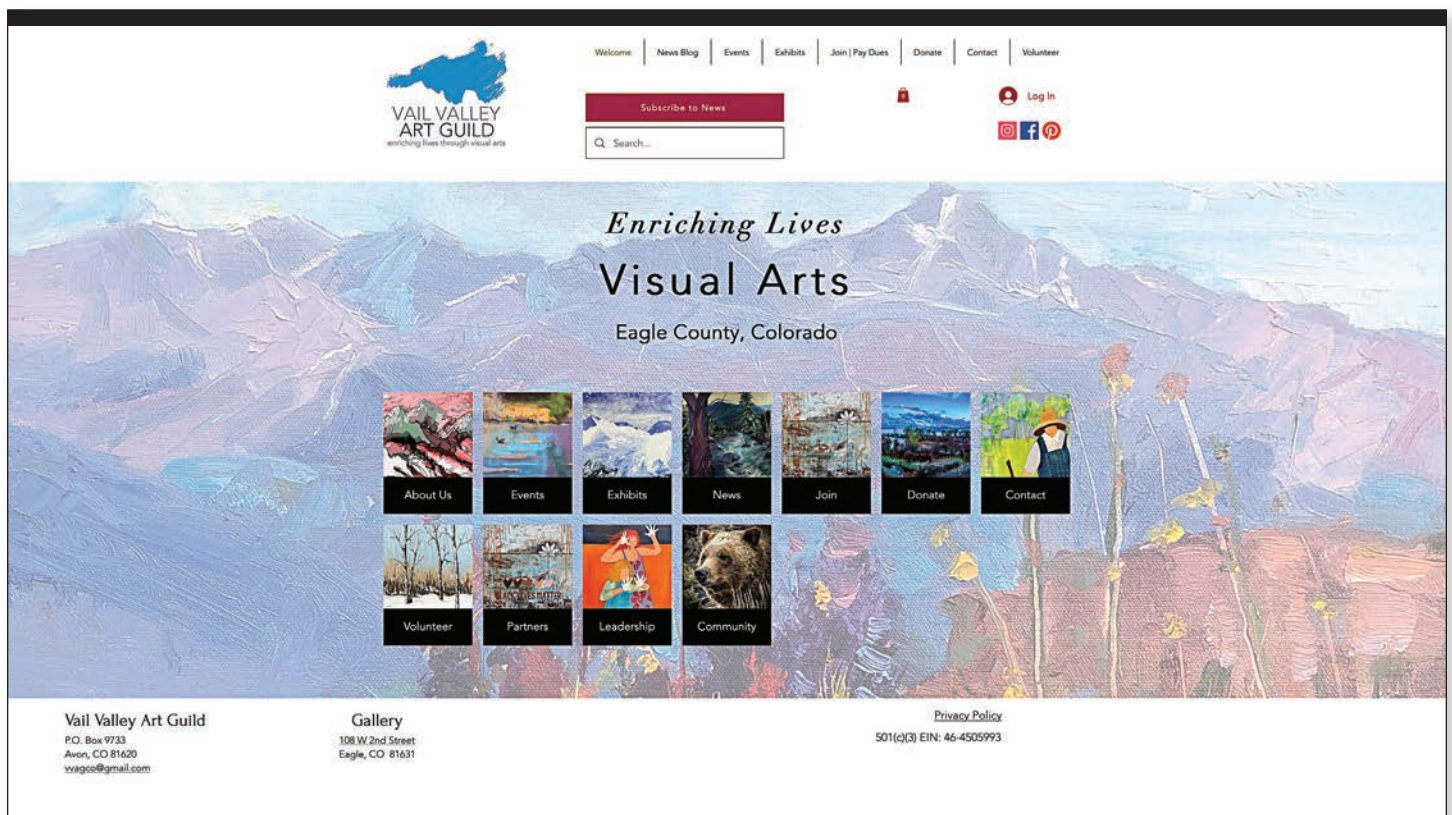 VAIL VALLEY
ART GUILD
enriching lives through visual arts
Welcome
News Blog
Events
Exhibits
Join | Pay Dues
Donate
Contact
Volunteer
Subscribe to News
0
Log In
Search...
Enriching Lives
Visual Arts
Eagle County, Colorado
About Us
Events
Exhibits
News
Join
Donate
Contact
Volunteer
Partners
Leadership
Community
Vail Valley Art Guild
P.O. Box 9733
Avon, CO 81620
vvagco@gmail.com
Gallery
108 W 2nd Street
Eagle, CO 81631
Privacy Policy
501(c)(3) EIN: 46-4505993